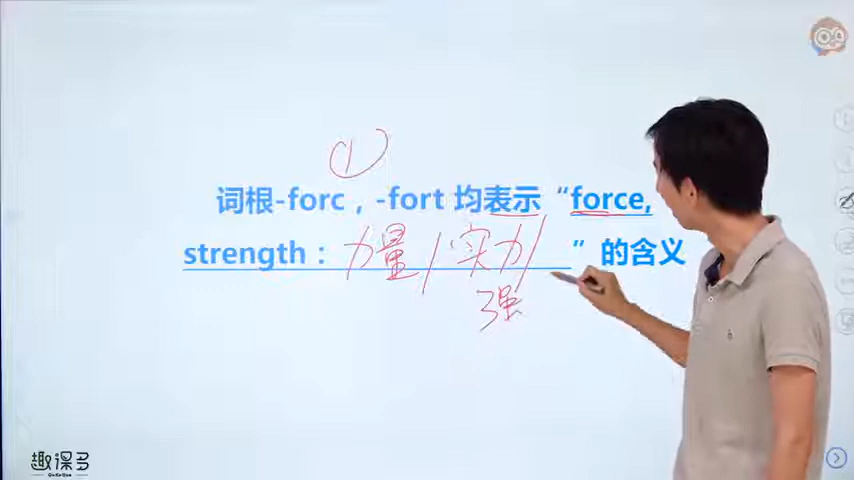 ①
词根-forc，-fort 均表示“force,
strength：力量/实力/ ”的含义
强
趣课多
QuKeDuo